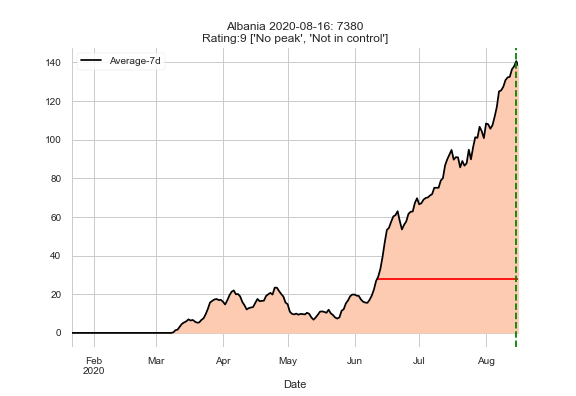 Albania 2020-08-16: 7380
Rating:9 ['No peak', 'Not in control']
Average-7d
140
120
100
80
60
40
20
0
Feb Mar Apr May Jun Jul Aug
2020
Date